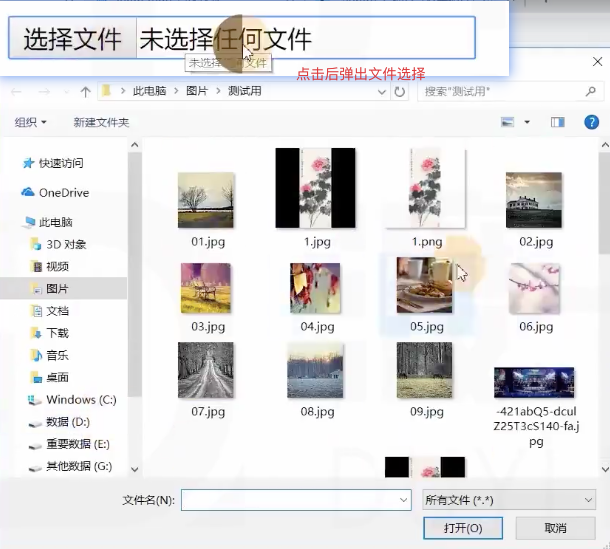 选择文件 未选择任何文件
未选择任何文件
点击后弹出文件选择
此电脑 图片 测试用
搜索"测试用"
组织 新建文件夹
快速访问
OneDrive
此电脑
3D 对象
视频
图片
文档
下载
音乐
桌面
Windows (C:)
数据 (D:)
重要数据 (E:)
其他数据 (G:)
01.jpg 1.jpg 1.png 02.jpg
03.jpg 04.jpg 05.jpg 06.jpg
07.jpg 08.jpg 09.jpg -421abQ5-dcul
Z25T3cS140-fa.j
pg
文件名(N): 所有文件 (*.*)
打开(O) 取消